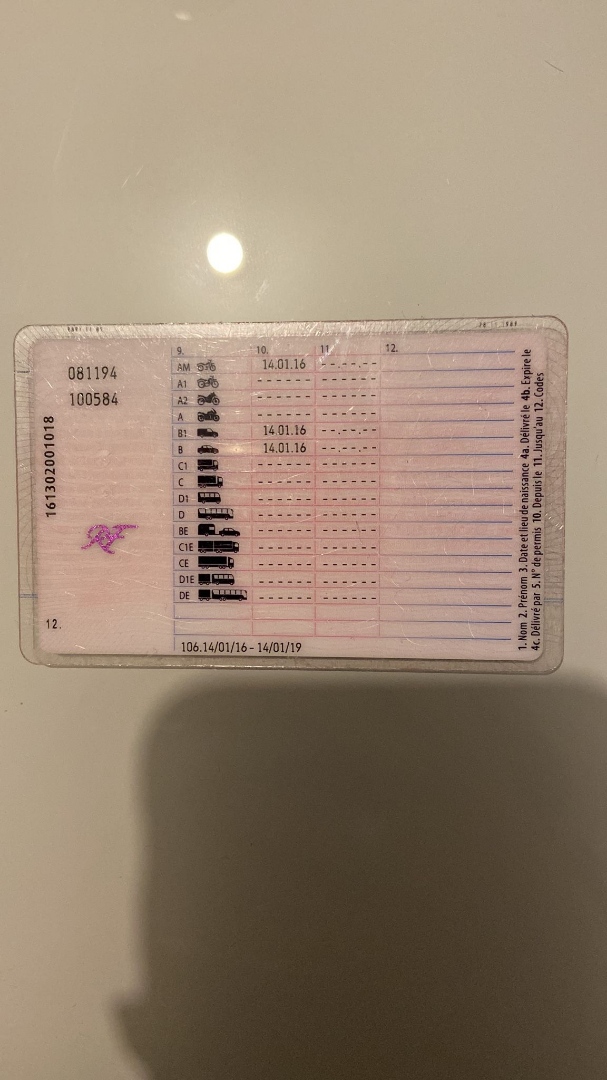 081194
100584
161302001018
12.
9. 10. 11. 12.
AM 14.01.16 --.--.--
A1
A2
A
B1 14.01.16 --.--.--
B 14.01.16 --.--.--
C1
C
D1
D
BE
C1E
CE
D1E
DE
106.14/01/16 - 14/01/19
1. Nom 2. Prénom 3. Date et lieu de naissance 4a. Délivré le 4b. Expire le
4c. Délivré par 5. N° de permis 10. Depuis le 11. Jusqu'au 12. Codes